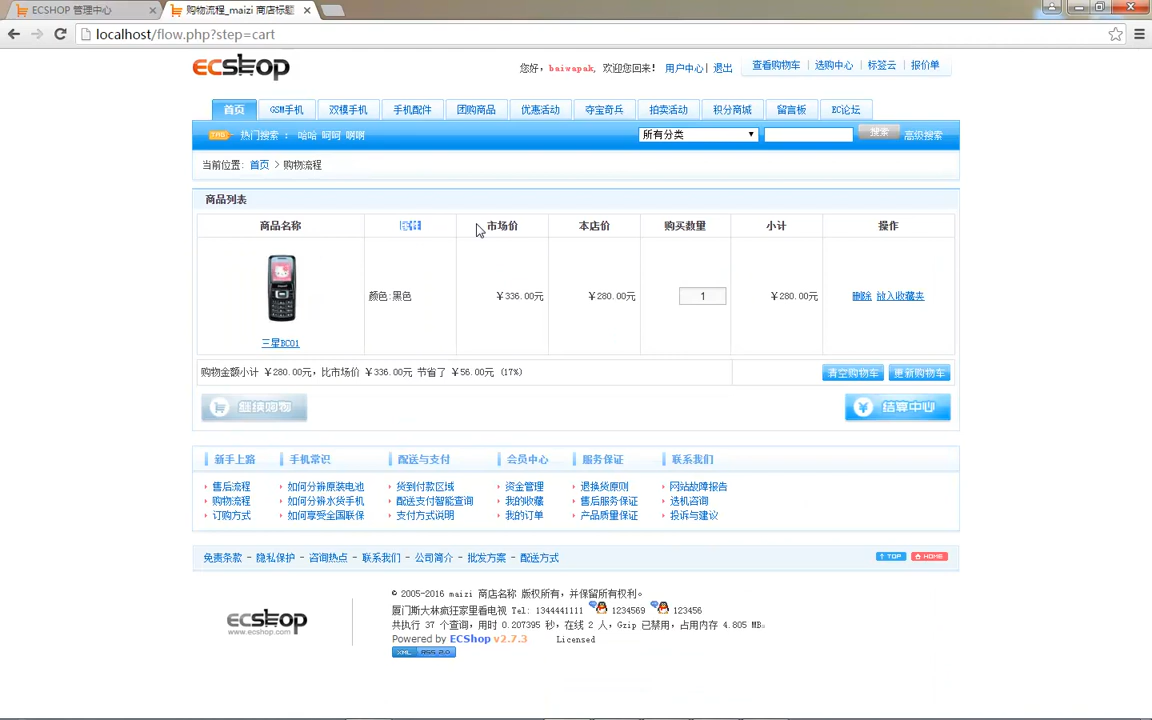 ECSHOP 管理中心
购物流程_maizi 商店标题
localhost/flow.php?step=cart
ECSHOP
您好，baiwapak, 欢迎您回来！ 用户中心 | 退出
查看购物车 | 选购中心 | 标签云 | 报价单
首页 GSM手机 双模手机 手机配件 团购商品 优惠活动 夺宝奇兵 拍卖活动 积分商城 留言板 EC论坛
热门搜索 ： 哈哈 呵呵 啊啊 所有分类 搜索 高级搜索
当前位置: 首页 > 购物流程
商品列表
商品名称 属性 市场价 本店价 购买数量 小计 操作
颜色:黑色 ￥336.00元 ￥280.00元 1 ￥280.00元 删除 放入收藏夹
三星BC01
购物金额小计 ￥280.00元，比市场价 ￥336.00元 节省了 ￥56.00元 (17%) 清空购物车 更新购物车
继续购物 结算中心
新手上路 手机常识 配送与支付 会员中心 服务保证 联系我们
售后流程 如何分辨原装电池 货到付款区域 资金管理 退换货原则 网站故障报告
购物流程 如何分辨水货手机 配送支付智能查询 我的收藏 售后服务保证 选机咨询
订购方式 如何享受全国联保 支付方式说明 我的订单 产品质量保证 投诉与建议
免责条款 - 隐私保护 - 咨询热点 - 联系我们 - 公司简介 - 批发方案 - 配送方式 TOP HOME
© 2005-2016 maizi 商店名称 版权所有，并保留所有权利。
厦门斯大林疯狂家里看电视 Tel: 1344441111 1234569 123456
共执行 37 个查询，用时 0.207395 秒，在线 2 人，Gzip 已禁用，占用内存 4.805 MB。
Powered by ECShop v2.7.3 Licensed
XML RSS 2.0
ECSHOP
www.ecshop.com